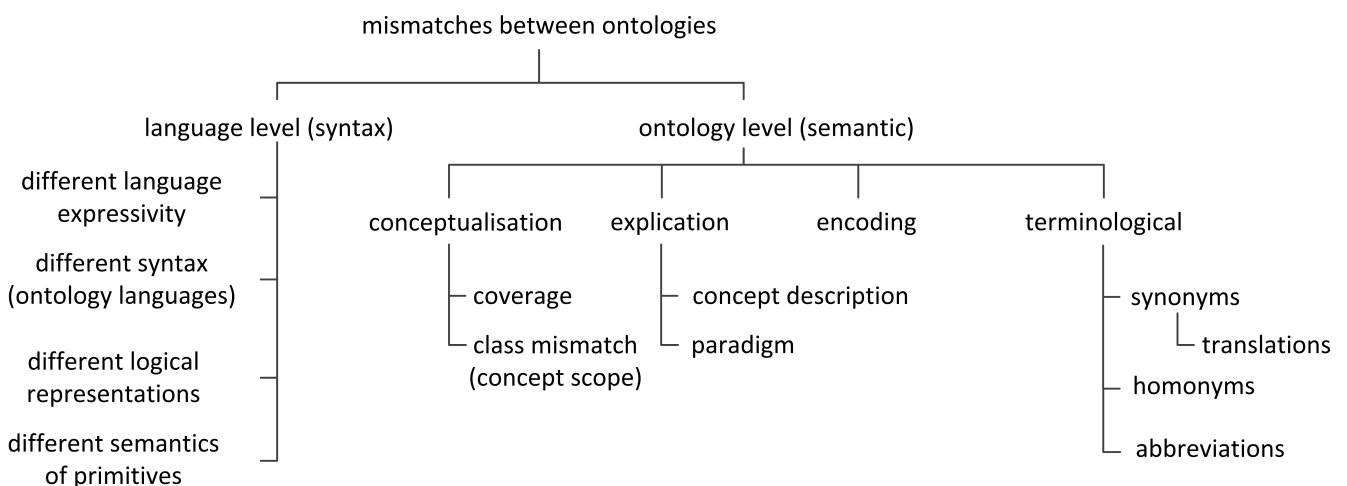 mismatches between ontologies
language level (syntax)
different language
expressivity
different syntax
(ontology languages)
different logical
representations
different semantics
of primitives
ontology level (semantic)
conceptualisation
coverage
class mismatch
(concept scope)
explication
concept description
paradigm
encoding
terminological
synonyms
translations
homonyms
abbreviations